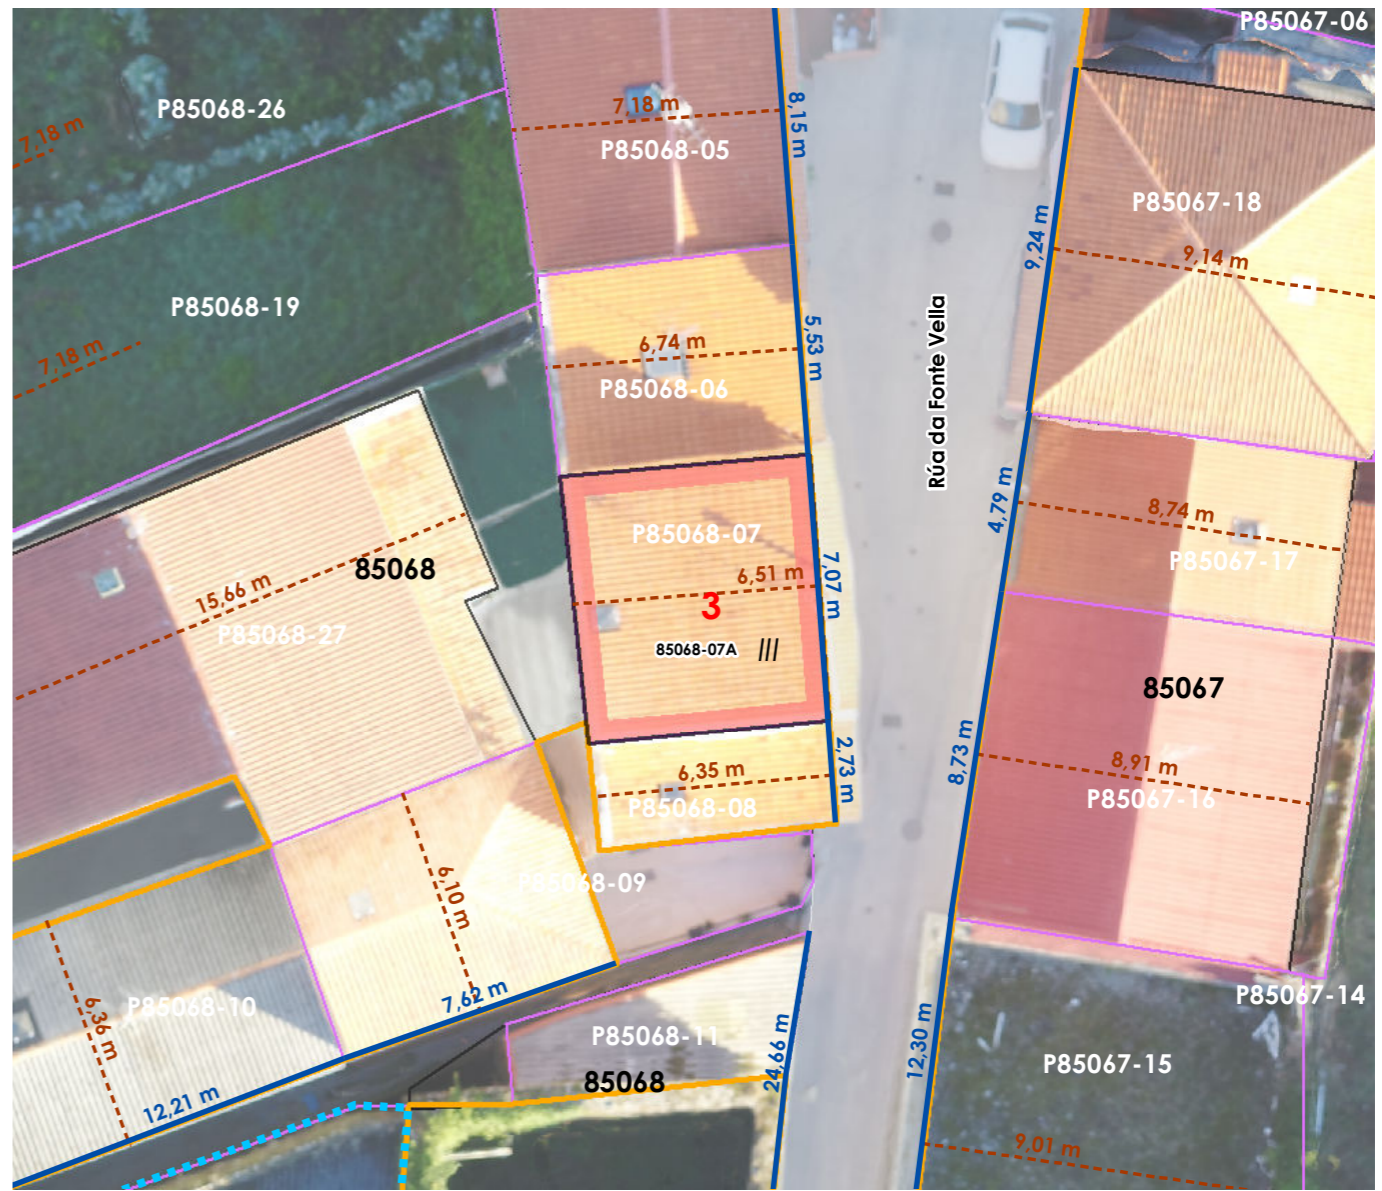 P85067-06
P85068-26
7,18 m
7,18 m
P85068-05
8,15 m
P85067-18
9,24 m
9,14 m
P85068-19
7,18 m
6,74 m
P85068-06
5,53 m
Rúa da Fonte Vella
4,79 m
8,74 m
P85067-17
P85068-07
6,51 m
7,07 m
3
85068-07A
///
85068
15,66 m
P85068-27
85067
8,73 m
8,91 m
P85067-16
6,35 m
P85068-08
2,73 m
P85068-09
6,10 m
7,62 m
P85068-10
6,36 m
12,21 m
P85068-11
85068
24,66 m
12,30 m
P85067-14
P85067-15
9,01 m